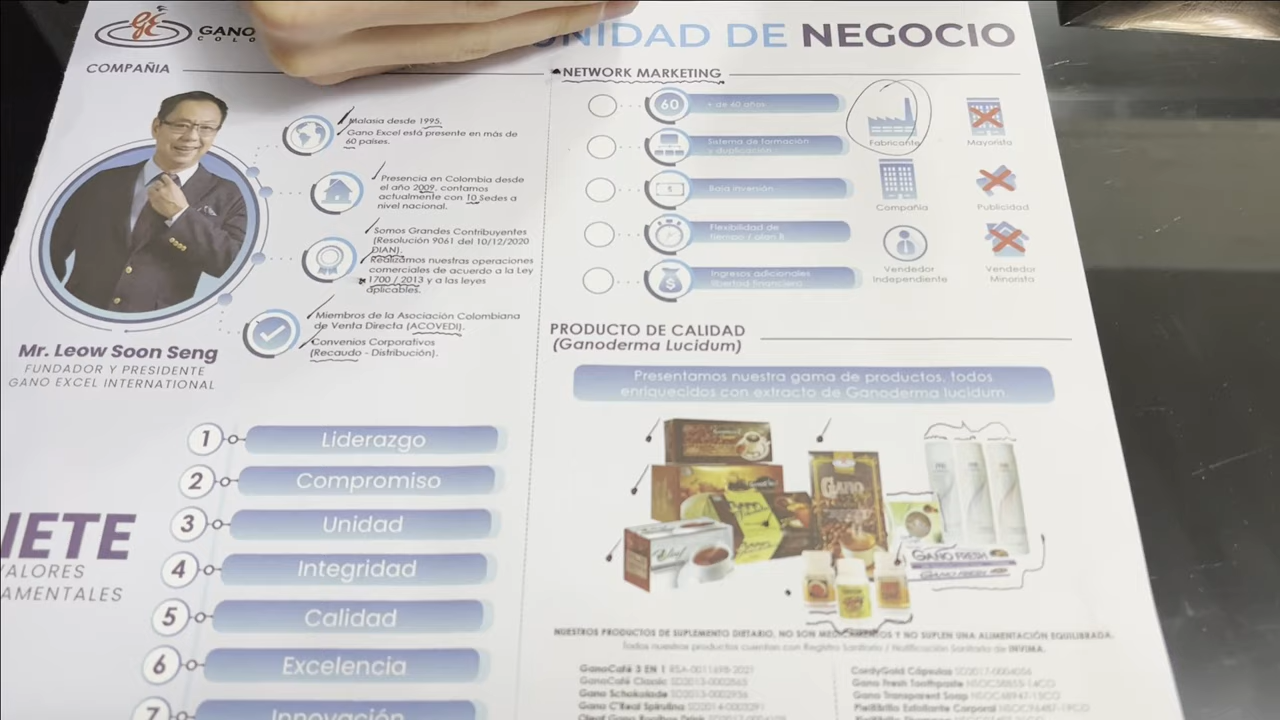 GANO
NIDAD DE NEGOCIO
COMPAÑIA
Malasia desde 1995.
Gano Excel está presente en más de
60 países.
Presencia en Colombia desde
el año 2009, contamos
actualmente con 10 Sedes a
nivel nacional.
Somos Grandes Contribuyentes
(Resolución 9061 del 10/12/2020
DIAN).
Realizamos nuestras operaciones
comerciales de acuerdo a la Ley
1700 / 2013 y a las leyes
aplicables.
Miembros de la Asociación Colombiana
de Venta Directa (ACOVEDI).
Convenios Corporativos
(Recaudo - Distribución).
Mr. Leow Soon Seng
FUNDADOR Y PRESIDENTE
GANO EXCEL INTERNATIONAL
NETE
VALORES
AMENTALES
1 Liderazgo
2 Compromiso
3 Unidad
4 Integridad
5 Calidad
6 Excelencia
7 Innovación
NETWORK MARKETING
60 + de 60 años
Sistema de formación
y duplicación
Baja inversión
Flexibilidad de
tiempo / plan B
Ingresos adicionales
libertad financiera
Fabricante
Mayorista
Compañía
Publicidad
Vendedor
Independiente
Vendedor
Minorista
PRODUCTO DE CALIDAD
(Ganoderma Lucidum)
Presentamos nuestra gama de productos, todos
enriquecidos con extracto de Ganoderma lucidum
GANO FRESH
NUESTROS PRODUCTOS DE SUPLEMENTO DIETARIO, NO SON MEDICAMENTOS Y NO SUPLEN UNA ALIMENTACIÓN EQUILIBRADA.
Todos nuestros productos cuentan con Registro Sanitario / Notificación Sanitaria de INVIMA.
GanoCafé 3 EN 1
GanoCafé Classic
Gano Schokolade
Gano C'Real Spirulina
CordyGold Cápsulas
Gano Fresh Toothpaste
Gano Transparent Soap
Exfoliante Corporal